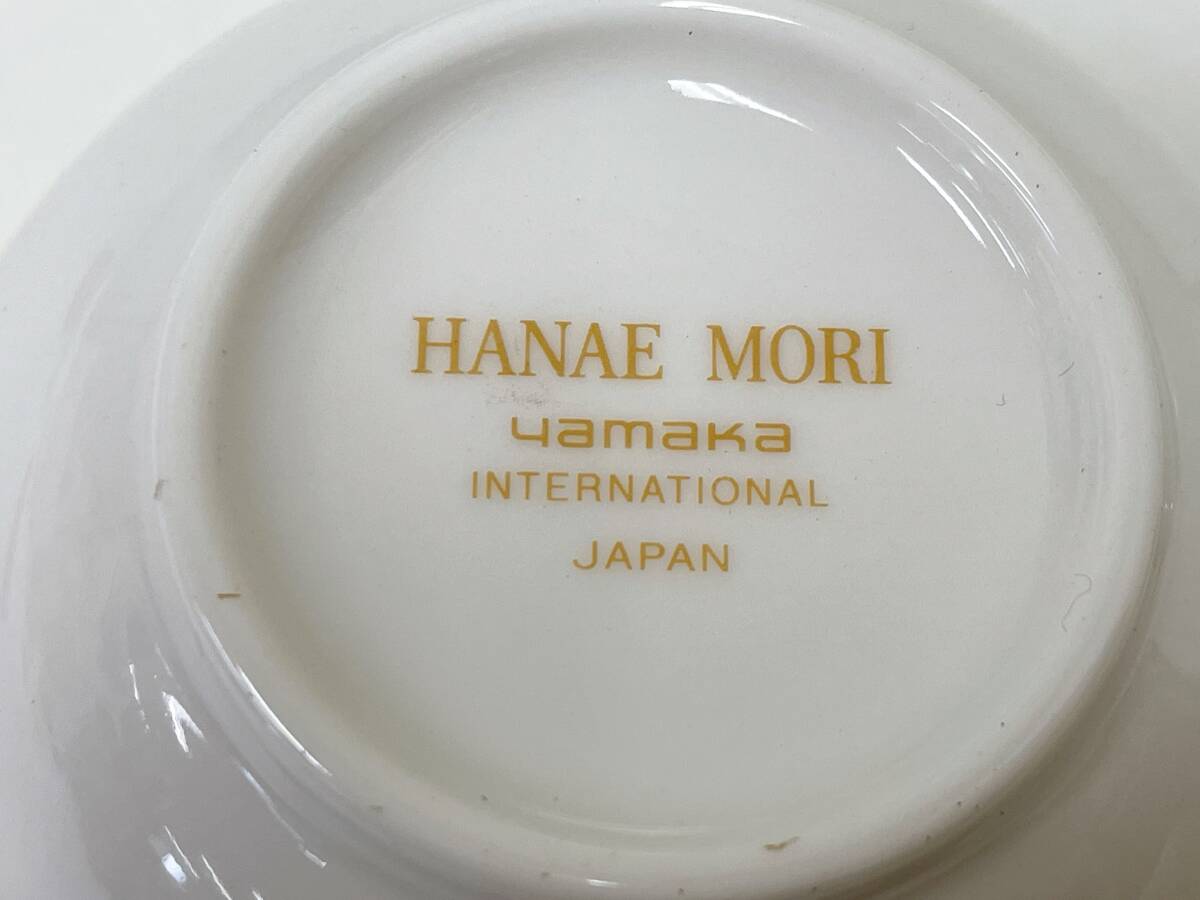 HANAE MORI
yamaka
INTERNATIONAL
JAPAN